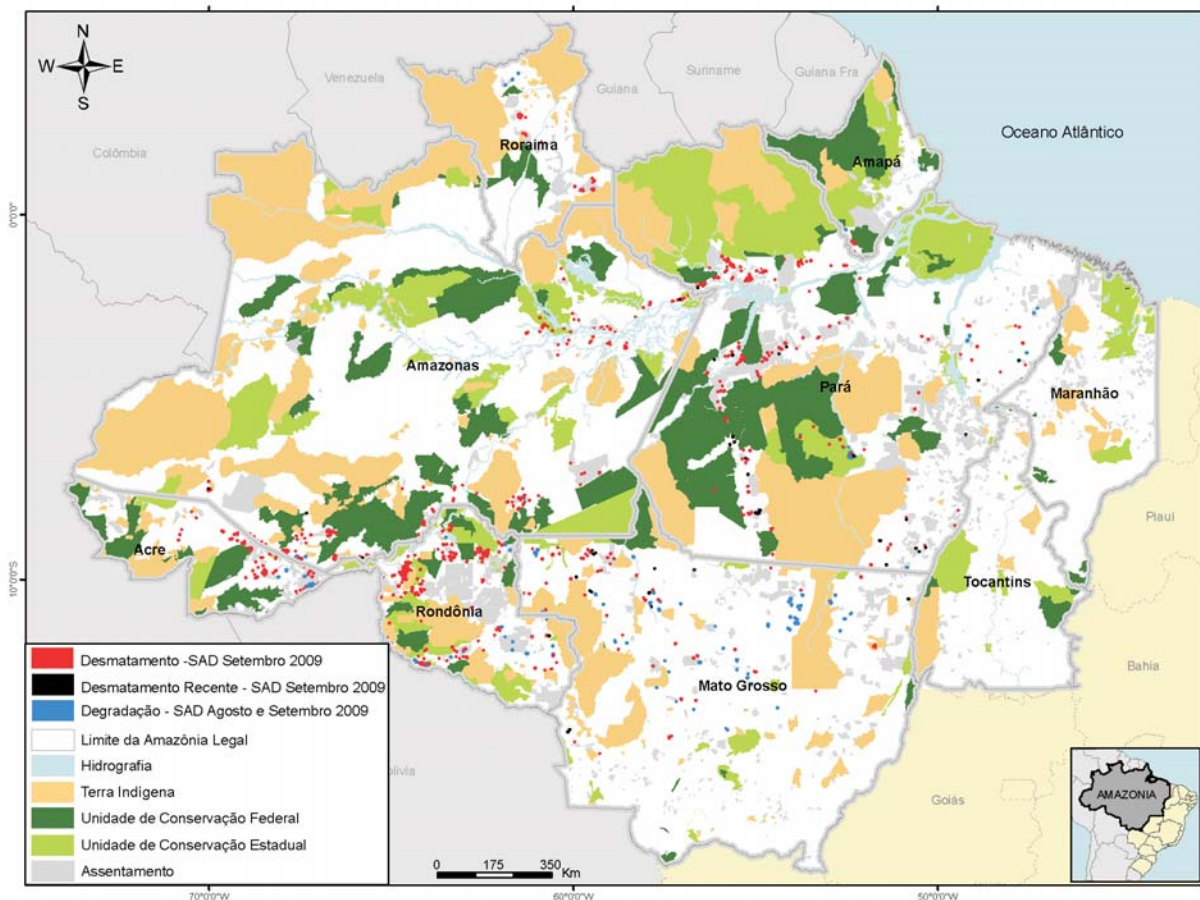 N
W E
S
Venezuela
Guiana
Suriname
Guiana Fra
Colômbia
Roraima
Amapá
Oceano Atlântico
0°0'0"
Amazonas
Pará
Maranhão
Acre
Rondônia
Tocantins
Piauí
10°0'0"S
Mato Grosso
Bahia
olívia
Goiás
Desmatamento -SAD Setembro 2009
Desmatamento Recente - SAD Setembro 2009
Degradação - SAD Agosto e Setembro 2009
Limite da Amazônia Legal
Hidrografia
Terra Indígena
Unidade de Conservação Federal
Unidade de Conservação Estadual
Assentamento
0 175 350
Km
AMAZONIA
70°0'0"W 60°0'0"W 50°0'0"W